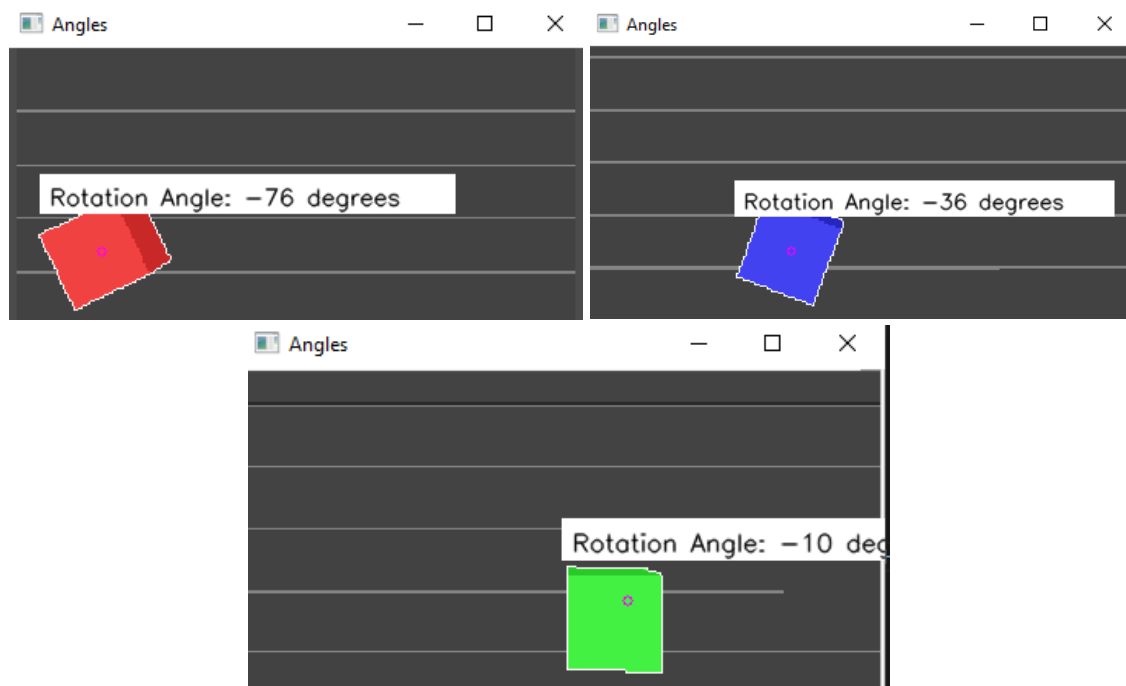 Angles
Rotation Angle: −76 degrees
Angles
Rotation Angle: −36 degrees
Angles
Rotation Angle: −10 deg